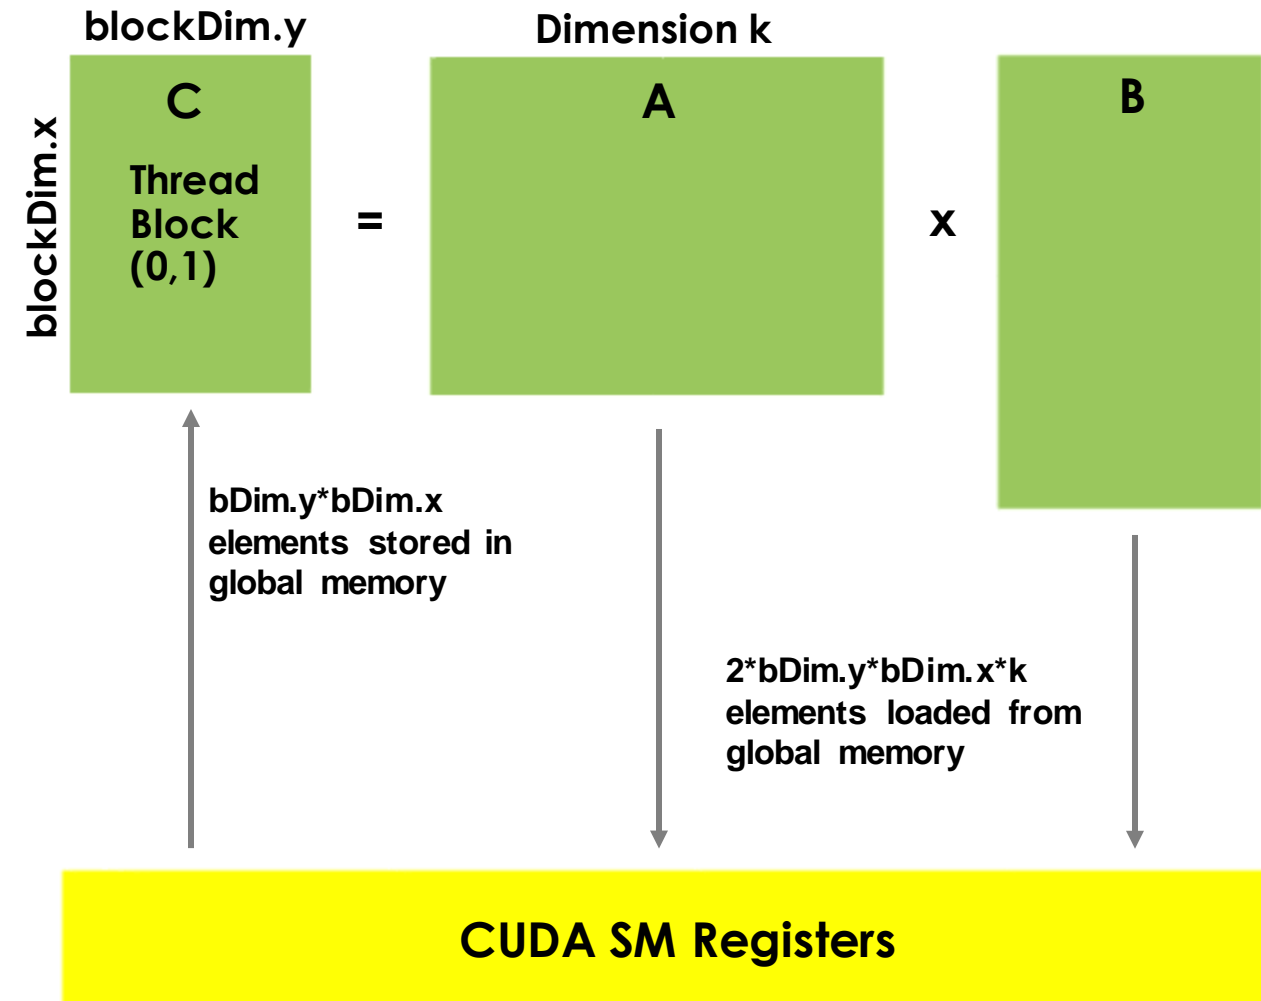 blockDim.y
Dimension k
blockDim.x
C
Thread
Block
(0,1)
=
A
x
B
bDim.y*bDim.x
elements stored in
global memory
2*bDim.y*bDim.x*k
elements loaded from
global memory
CUDA SM Registers